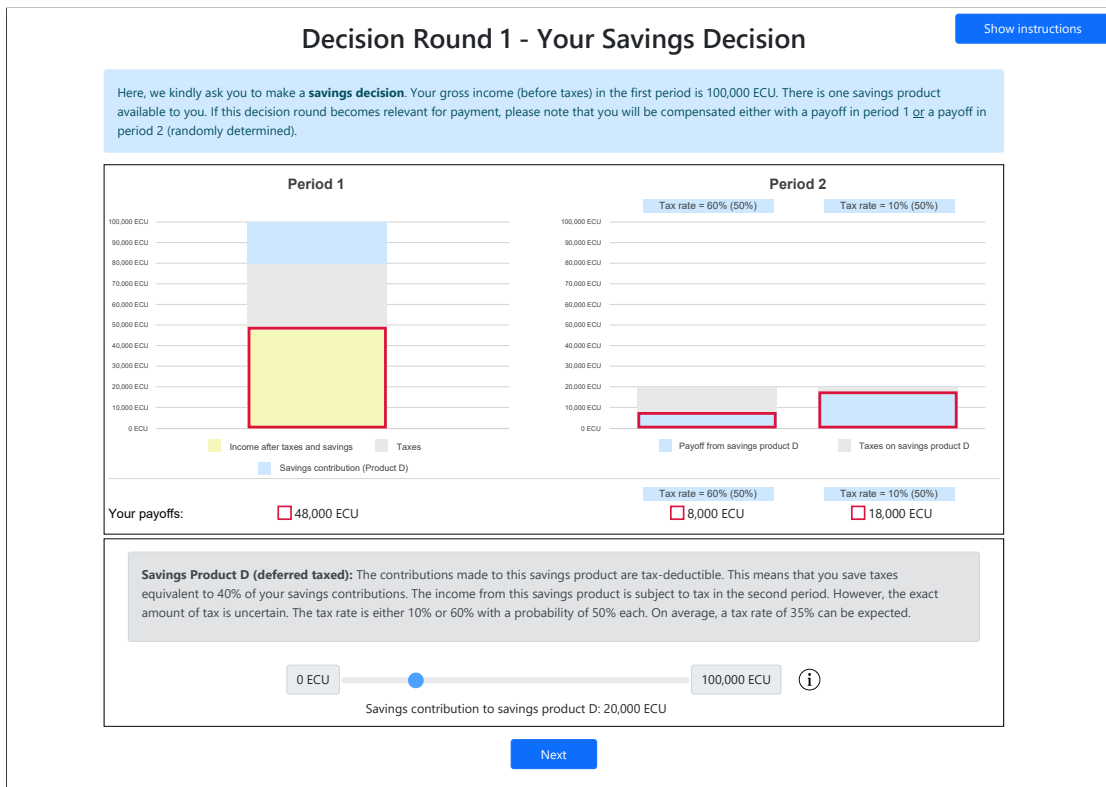 Show instructions
Decision Round 1 - Your Savings Decision
Here, we kindly ask you to make a savings decision. Your gross income (before taxes) in the first period is 100,000 ECU. There is one savings product
available to you. If this decision round becomes relevant for payment, please note that you will be compensated either with a payoff in period 1 or a payoff in
period 2 (randomly determined).
Period 1
100,000 ECU
90,000 ECU
80,000 ECU
70,000 ECU
60,000 ECU
50,000 ECU
40,000 ECU
30,000 ECU
20,000 ECU
10,000 ECU
0 ECU
Income after taxes and savings
Taxes
Savings contribution (Product D)
Period 2
Tax rate = 60% (50%)
Tax rate = 10% (50%)
100,000 ECU
90,000 ECU
80,000 ECU
70,000 ECU
60,000 ECU
50,000 ECU
40,000 ECU
30,000 ECU
20,000 ECU
10,000 ECU
0 ECU
Payoff from savings product D
Taxes on savings product D
Tax rate = 60% (50%)
Tax rate = 10% (50%)
Your payoffs:
48,000 ECU
8,000 ECU
18,000 ECU
Savings Product D (deferred taxed): The contributions made to this savings product are tax-deductible. This means that you save taxes
equivalent to 40% of your savings contributions. The income from this savings product is subject to tax in the second period. However, the exact
amount of tax is uncertain. The tax rate is either 10% or 60% with a probability of 50% each. On average, a tax rate of 35% can be expected.
0 ECU
100,000 ECU
i
Savings contribution to savings product D: 20,000 ECU
Next